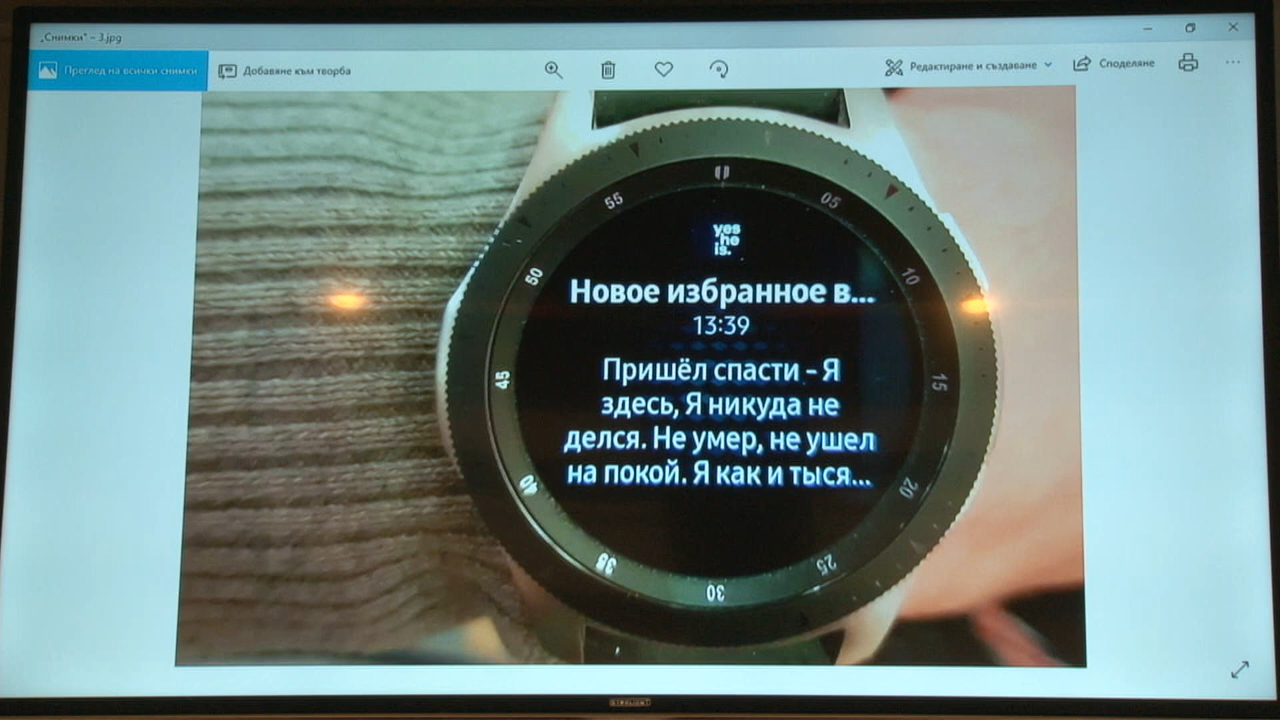 „Снимки" – 3.jpg
Преглед на всички снимки
Добавяне към творба
Редактиране и създаване
Споделяне
55
05
50
10
45
15
40
20
35
25
30
yes
he
is.
Новое избранное в...
13:39
Пришёл спасти – Я
здесь, Я никуда не
делся. Не умер, не ушел
на покой. Я как и тыся...